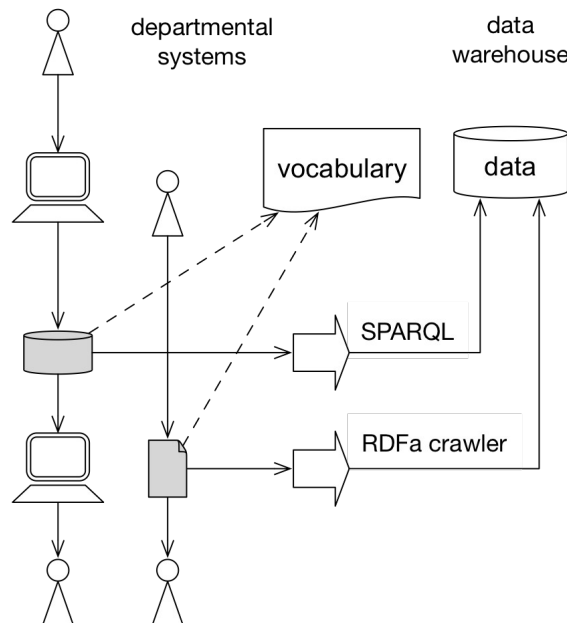 departmental
systems
data
warehouse
vocabulary
data
SPARQL
RDFa crawler